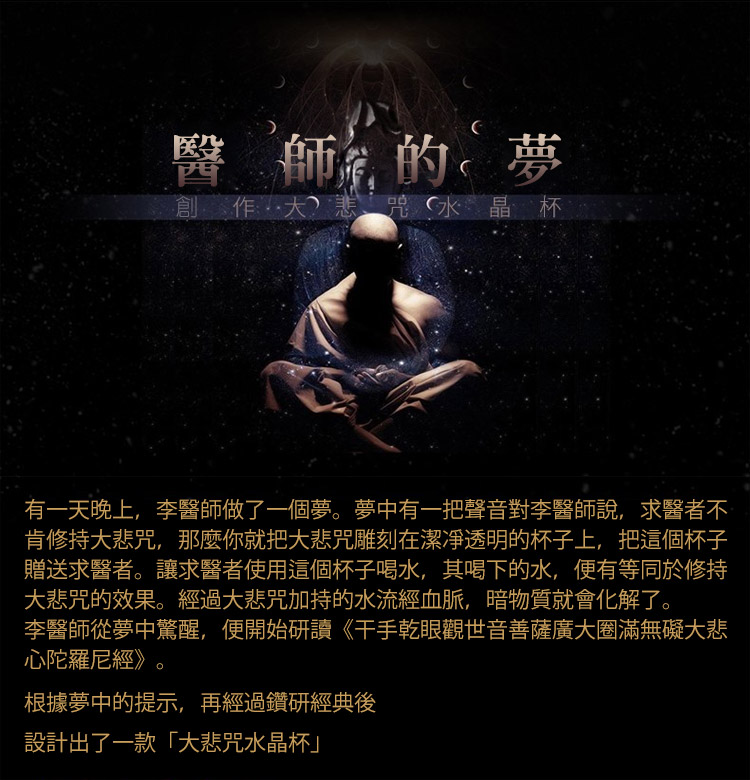 醫師的夢
創作大悲咒水晶杯
有一天晚上，李醫師做了一個夢。夢中有一把聲音對李醫師說，求醫者不
肯修持大悲咒，那麼你就把大悲咒雕刻在潔凈透明的杯子上，把這個杯子
贈送求醫者。讓求醫者使用這個杯子喝水，其喝下的水，便有等同於修持
大悲咒的效果。經過大悲咒加持的水流經血脈，暗物質就會化解了。
李醫師從夢中驚醒，便開始研讀《干手乾眼觀世音菩薩廣大圈滿無礙大悲
心陀羅尼經》。
根據夢中的提示，再經過鑽研經典後
設計出了一款「大悲咒水晶杯」